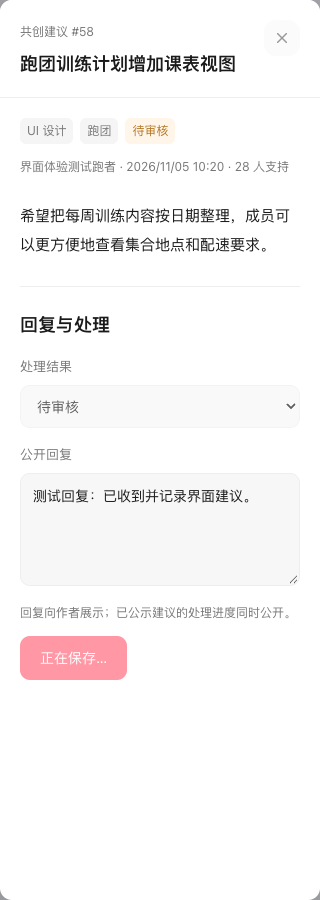 共创建议 #58
跑团训练计划增加课表视图
UI 设计
跑团
待审核
界面体验测试跑者 · 2026/11/05 10:20 · 28 人支持
希望把每周训练内容按日期整理，成员可
以更方便地查看集合地点和配速要求。
回复与处理
处理结果
待审核
公开回复
测试回复：已收到并记录界面建议。
回复向作者展示；已公示建议的处理进度同时公开。
正在保存...